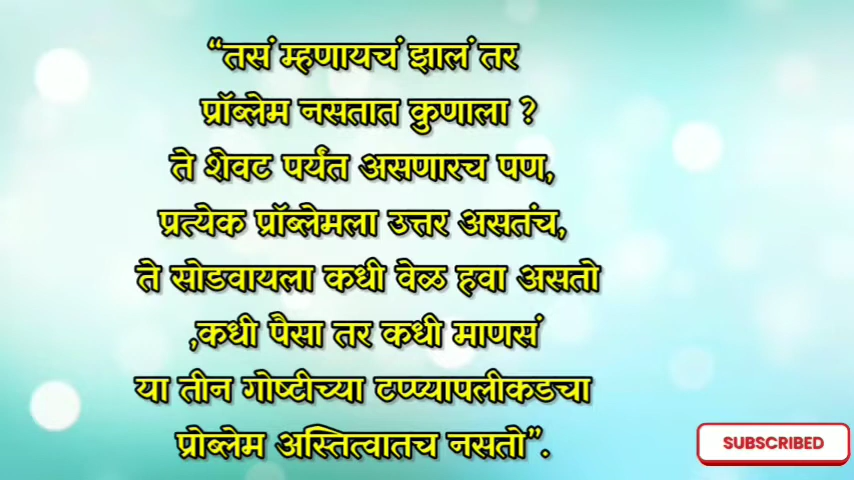 “तसं म्हणायचं झालं तर
प्रॉब्लेम नसतात कुणाला ?
ते शेवट पर्यंत असणारच पण,
प्रत्येक प्रॉब्लेमला उत्तर असतंच,
ते सोडवायला कधी वेळ हवा असतो
,कधी पैसा तर कधी माणसं
या तीन गोष्टीच्या टप्प्यापलीकडचा
प्रोब्लेम अस्तित्वातच नसतो”.
SUBSCRIBED